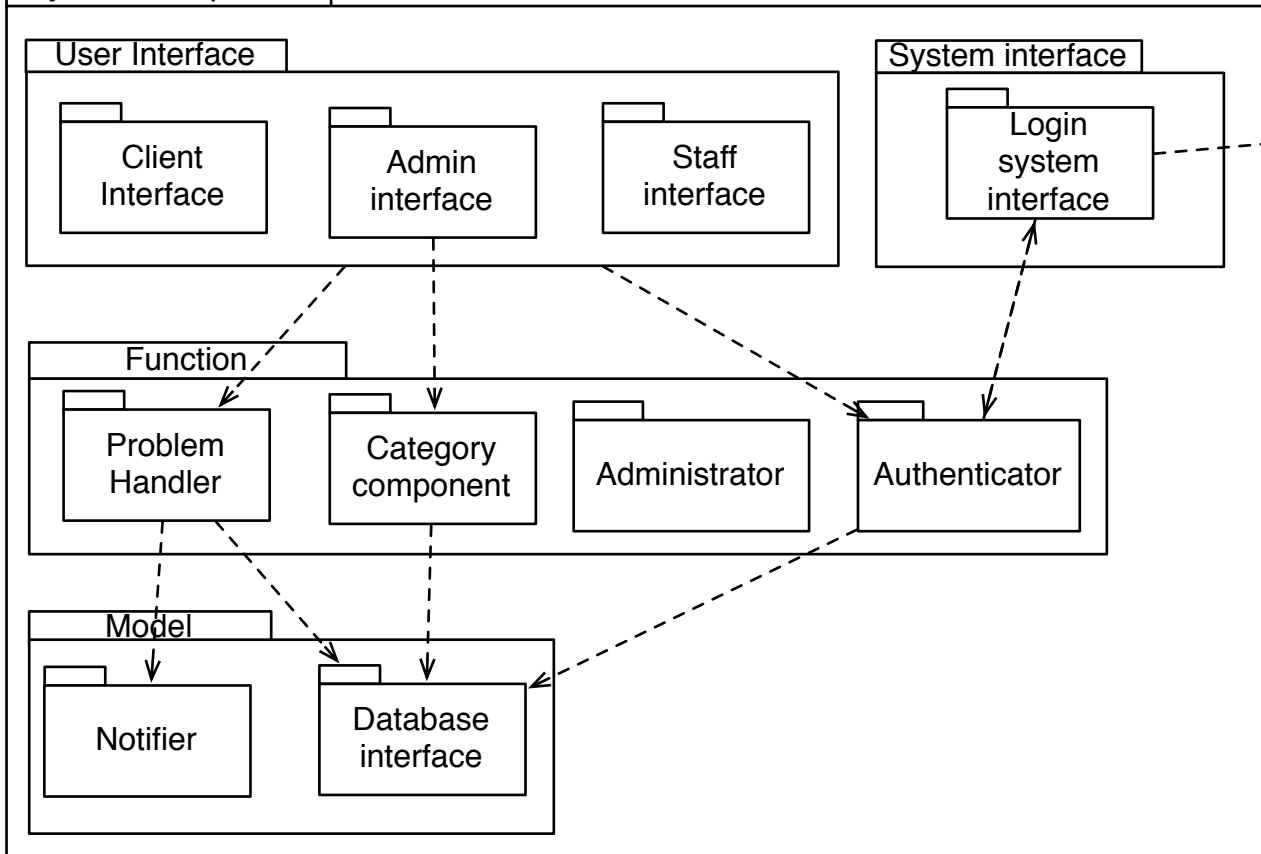 User Interface
System interface
Client
Interface
Admin
interface
Staff
interface
Login
system
interface
Function
Problem
Handler
Category
component
Administrator
Authenticator
Model
Notifier
Database
interface